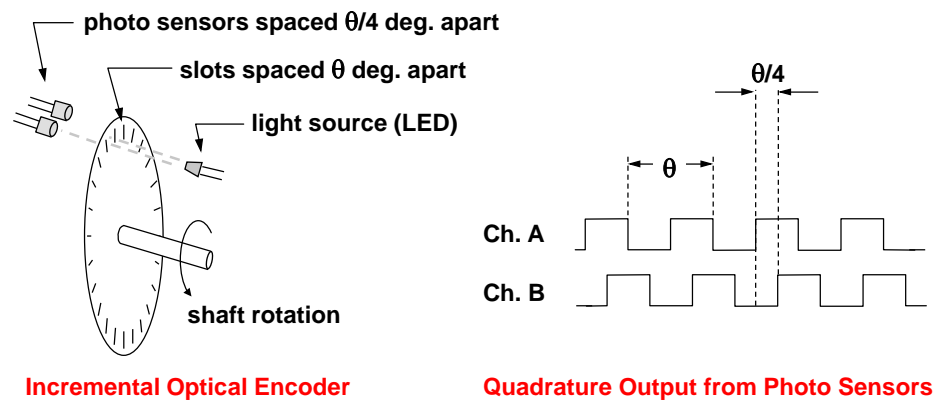 photo sensors spaced θ/4 deg. apart
slots spaced θ deg. apart
light source (LED)
shaft rotation
Incremental Optical Encoder
θ/4
θ
Ch. A
Ch. B
Quadrature Output from Photo Sensors